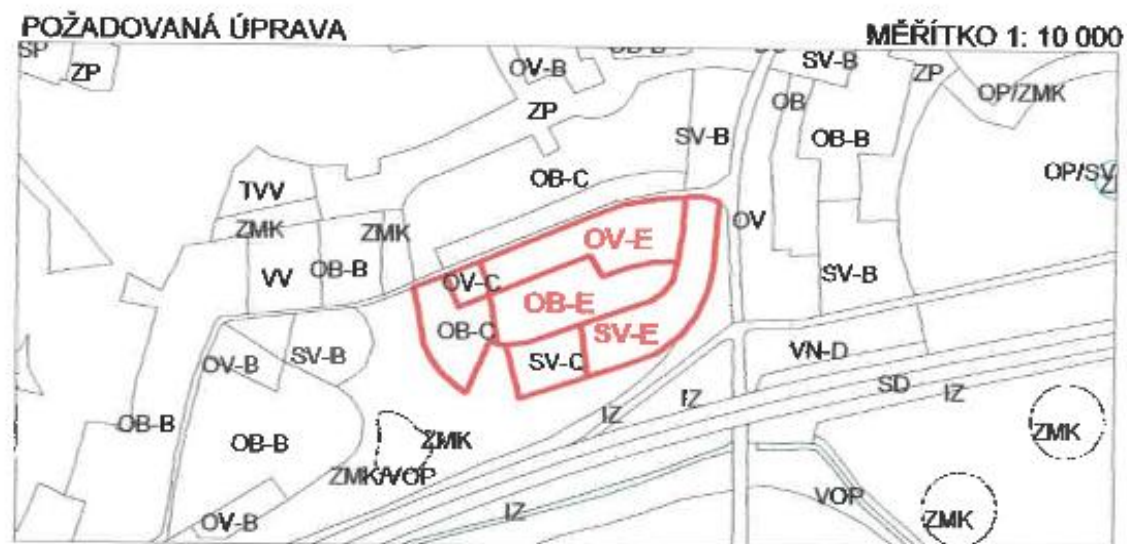 POŽADOVANÁ ÚPRAVA
MĚŘÍTKO 1: 10 000
SP
ZP
OV-B
SV-B
ZP
OP/ZMK
OB
ZP
SV-B
OB-B
OB-C
OP/SV
TVV
ZMK
ZMK
OV
OV-E
VV
OB-B
OV-C
SV-B
OB-E
OB-C
SV-E
SV-C
VN-D
OV-B
SV-B
SD
IZ
IZ
IZ
OB-B
OB-B
ZMK
ZMK
ZMK/VOP
VOP
IZ
OV-B
ZMK